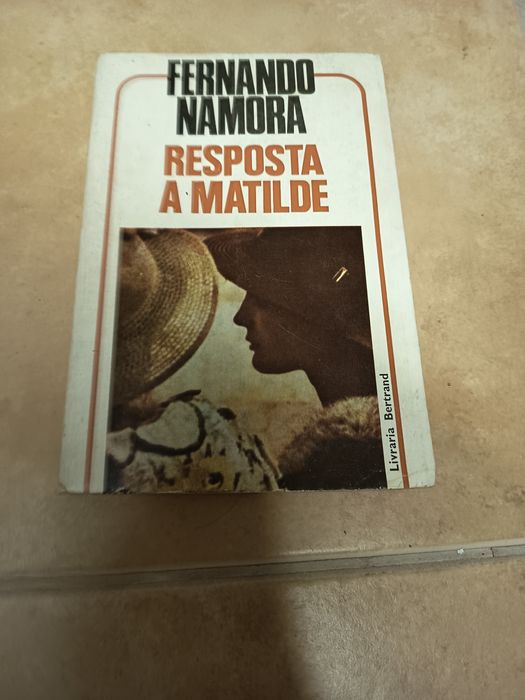 FERNANDO
NAMORA
RESPOSTA
A MATILDE
Livraria Bertrand